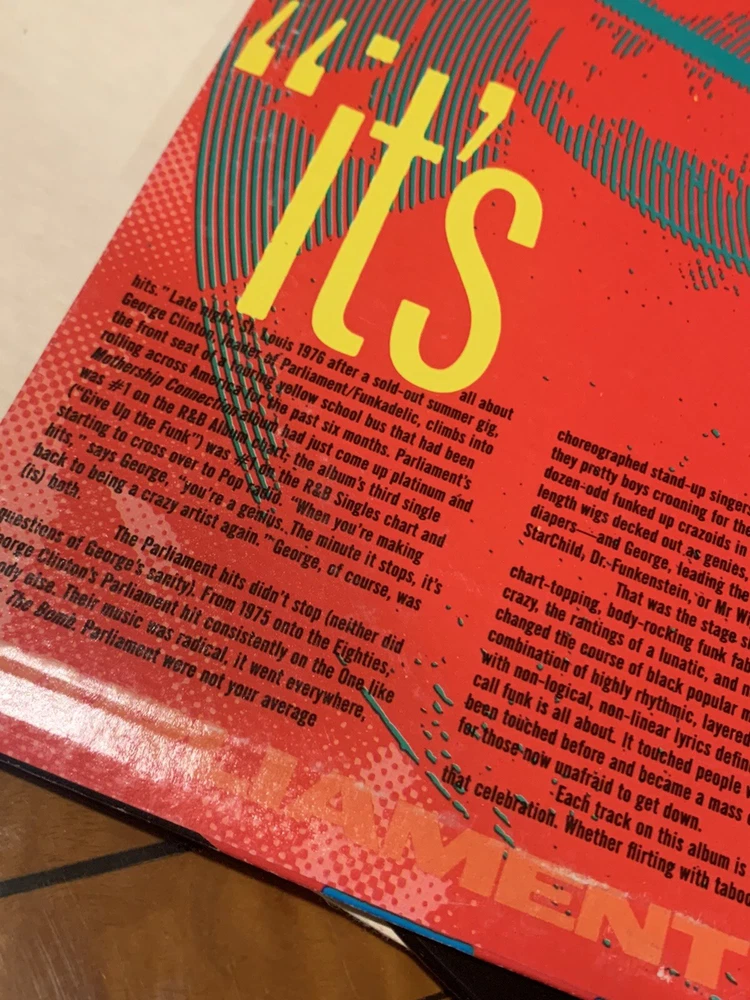 “it's
all about
hits." Late night, St. Louis 1976 after a sold-out summer gig,
George Clinton, leader of Parliament/Funkadelic, climbs into
the front seat of a roaring yellow school bus that had been
rolling across America for the past six months. Parliament's
Mothership Connection album had just come up platinum and
was #1 on the R&B Album chart; the album's third single
("Give Up the Funk") was #1 on the R&B Singles chart and
starting to cross over to Pop radio. "When you're making
hits," says George, "you're a genius. The minute it stops, it's
back to being a crazy artist again." George, of course, was
(is) both.
The Parliament hits didn't stop (neither did
questions of George's sanity). From 1975 onto the Eighties,
eorge Clinton's Parliament hit consistently on the One like
ody else. Their music was radical, it went everywhere,
The Bomb. Parliament were not your average
choreographed stand-up singers
they pretty boys crooning for the
dozen-odd funked up crazoids in
length wigs decked out as genies,
diapers—and George, leading the
StarChild, Dr. Funkenstein, or Mr W
That was the stage s
chart-topping, body-rocking funk fab
crazy, the rantings of a lunatic, and
changed the course of black popular
combination of highly rhythmic, layered
with non-logical, non-linear lyrics defin
call funk is all about. It touched people
been touched before and became a mass
for those now unafraid to get down.
Each track on this album is
that celebration. Whether flirting with taboo
LIAMENT